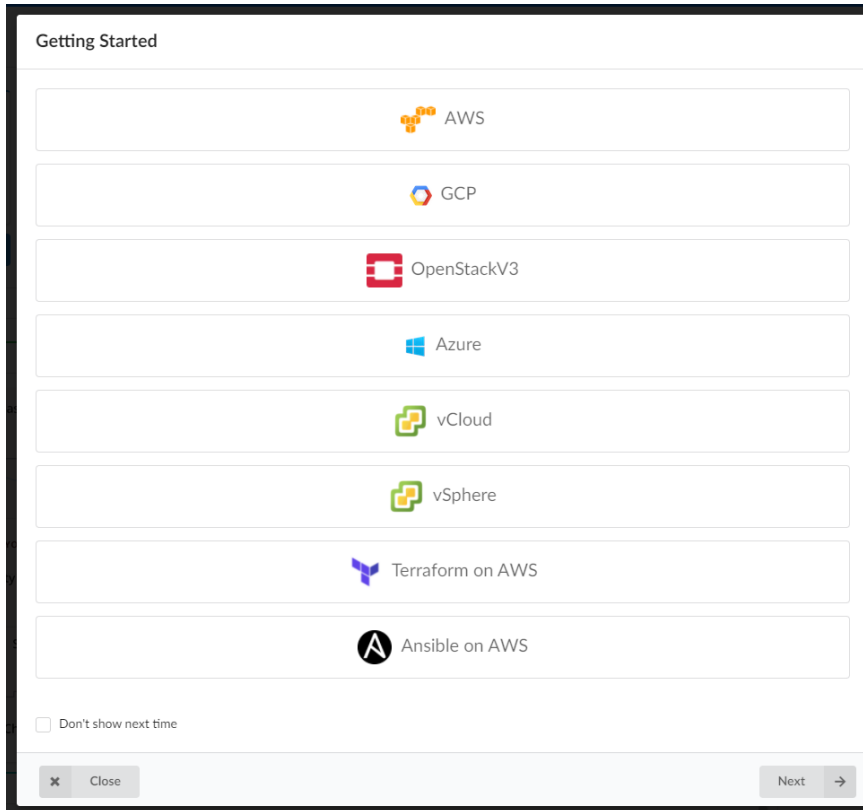 Getting Started
AWS
GCP
OpenStackV3
Azure
vCloud
vSphere
Terraform on AWS
Ansible on AWS
Don't show next time
Close
Next